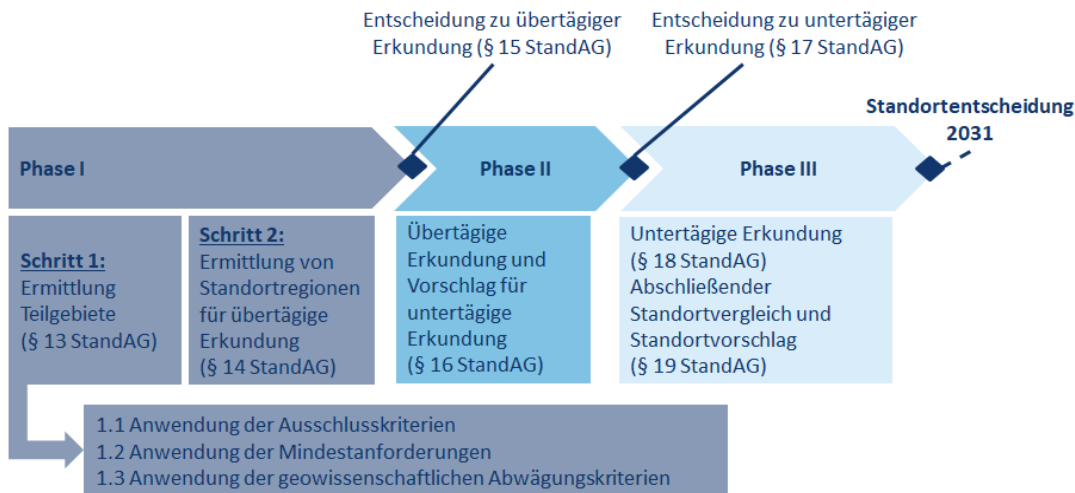 Entscheidung zu übertägiger
Erkundung (§ 15 StandAG)
Entscheidung zu untertägiger
Erkundung (§ 17 StandAG)
Standortentscheidung
2031
Phase I
Phase II
Phase III
Schritt 1:
Ermittlung
Teilgebiete
(§ 13 StandAG)
Schritt 2:
Ermittlung von
Standortregionen
für übertägige
Erkundung
(§ 14 StandAG)
Übertägige
Erkundung und
Vorschlag für
untertägige
Erkundung
(§ 16 StandAG)
Untertägige Erkundung
(§ 18 StandAG)
Abschließender
Standortvergleich und
Standortvorschlag
(§ 19 StandAG)
1.1 Anwendung der Ausschlusskriterien
1.2 Anwendung der Mindestanforderungen
1.3 Anwendung der geowissenschaftlichen Abwägungskriterien